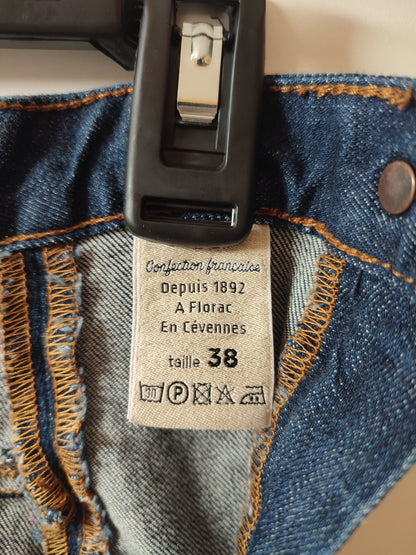 Confection française
Depuis 1892
A Florac
En Cévennes
taille 38
P